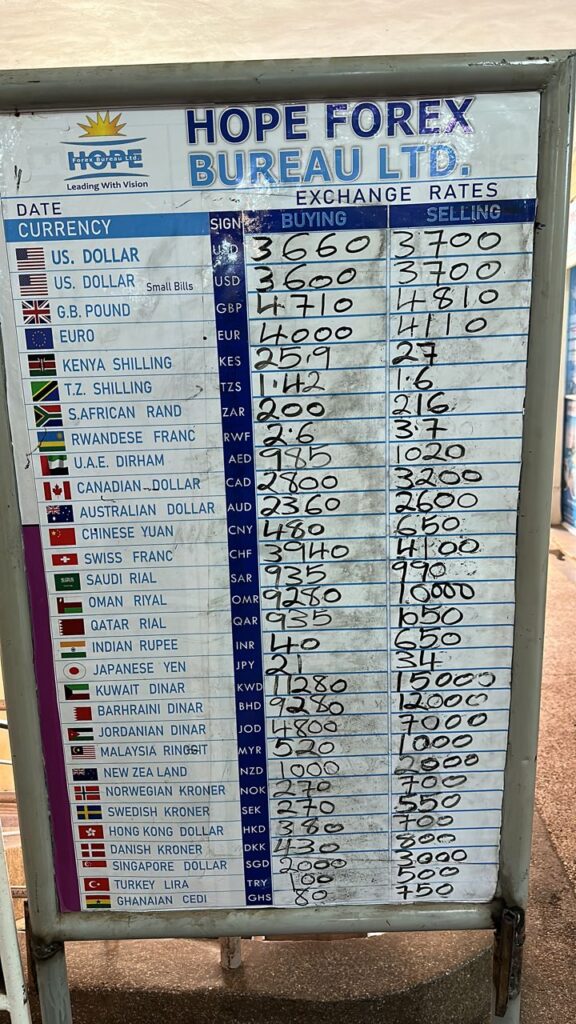 HOPE
Forex Bureau Ltd.
Leading With Vision
HOPE FOREX
BUREAU LTD.
DATE EXCHANGE RATES
CURRENCY SIGN BUYING SELLING
US. DOLLAR USD 3660 3700
US. DOLLAR Small Bills USD 3600 3700
G.B. POUND GBP 4710 4810
EURO EUR 4000 4110
KENYA SHILLING KES 25.9 27
T.Z. SHILLING TZS 1.42 1.6
S.AFRICAN RAND ZAR 200 216
RWANDESE FRANC RWF 2.6 3.7
U.A.E. DIRHAM AED 985 1020
CANADIAN DOLLAR CAD 2800 3200
AUSTRALIAN DOLLAR AUD 2360 2600
CHINESE YUAN CNY 480 650
SWISS FRANC CHF 3940 4100
SAUDI RIAL SAR 935 990
OMAN RIYAL OMR 9280 10000
QATAR RIAL QAR 935 1050
INDIAN RUPEE INR 40 650
JAPANESE YEN JPY 21 34
KUWAIT DINAR KWD 11280 15000
BARHRAINI DINAR BHD 9280 12000
JORDANIAN DINAR JOD 4800 7000
MALAYSIA RINGGIT MYR 520 1000
NEW ZEALAND NZD 1000 2000
NORWEGIAN KRONER NOK 270 700
SWEDISH KRONER SEK 270 550
HONG KONG DOLLAR HKD 380 700
DANISH KRONER DKK 430 800
SINGAPORE DOLLAR SGD 2000 3000
TURKEY LIRA TRY 100 500
GHANAIAN CEDI GHS 80 750